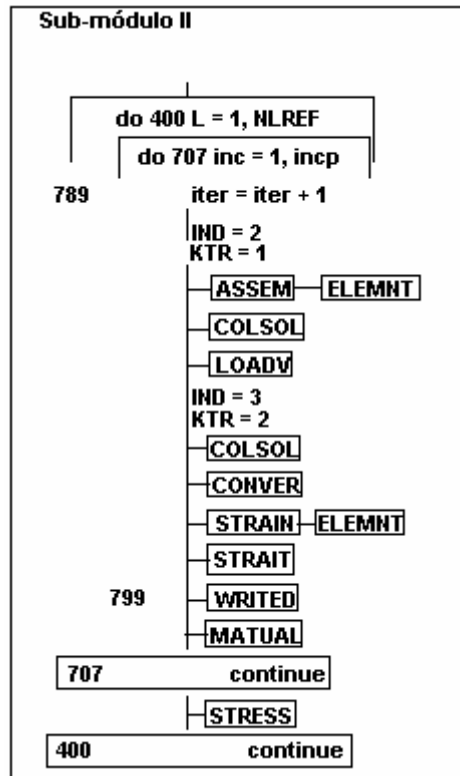 Sub-módulo II
do 400 L = 1, NLREF
do 707 inc = 1, incp
789 iter = iter + 1
IND = 2
KTR = 1
ASSEM ELEMNT
COLSOL
LOADV
IND = 3
KTR = 2
COLSOL
CONVER
STRAIN ELEMNT
STRAIT
799 WRITED
MATUAL
707 continue
STRESS
400 continue